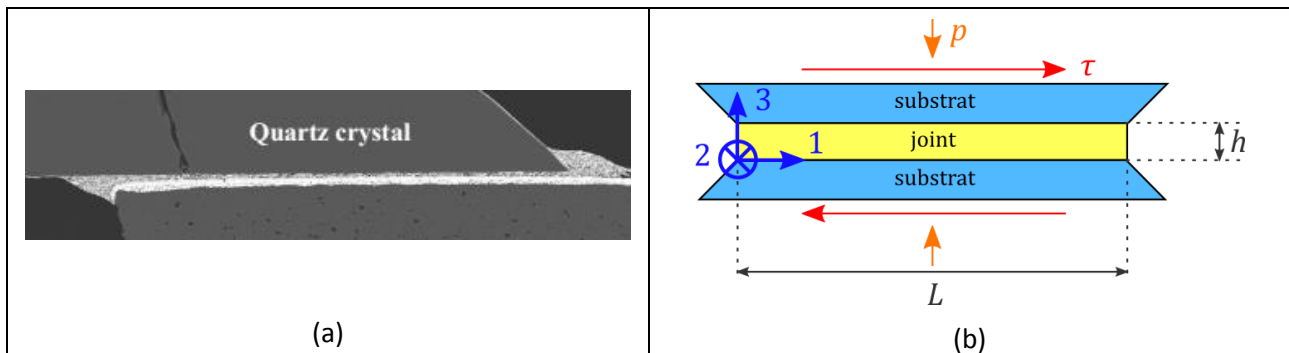 Quartz crystal
(a)
p
τ
3
substrat
joint
h
2
1
substrat
L
(b)